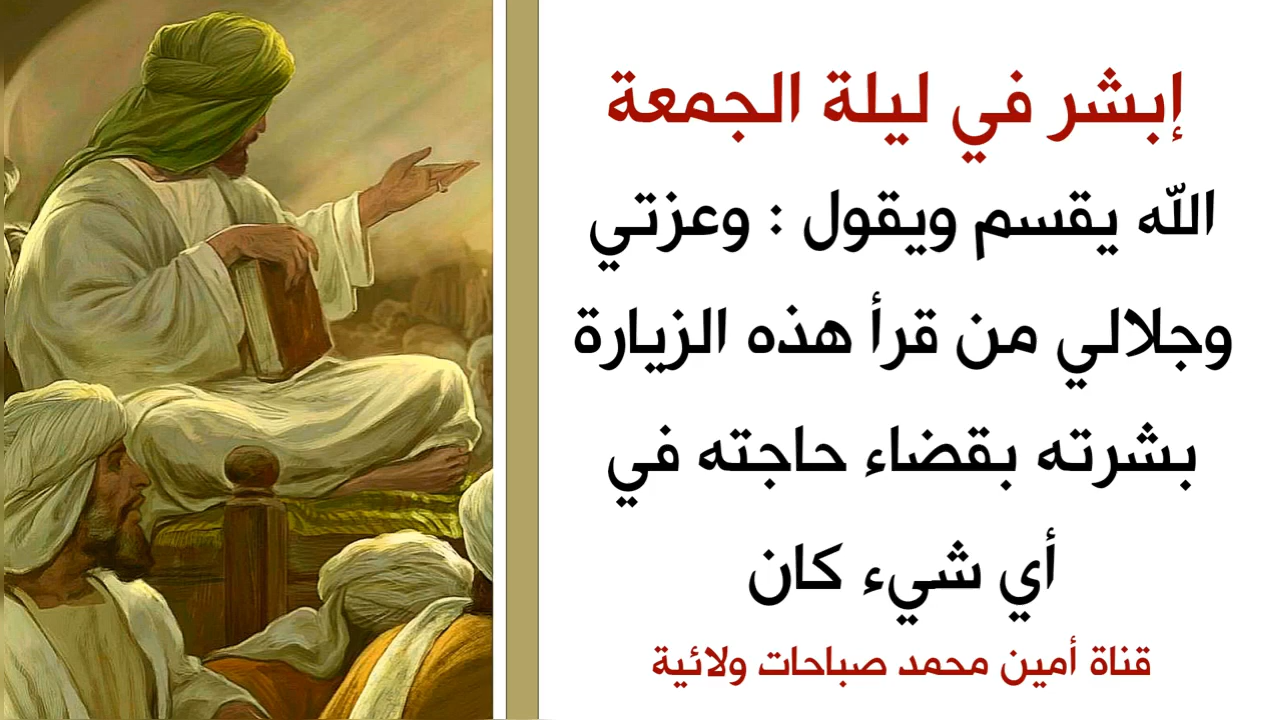 إبشر في ليلة الجمعة
الله يقسم ويقول : وعزتي
وجلالي من قرأ هذه الزيارة
بشرته بقضاء حاجته في
أي شيء كان
قناة أمين محمد صباحات ولائية